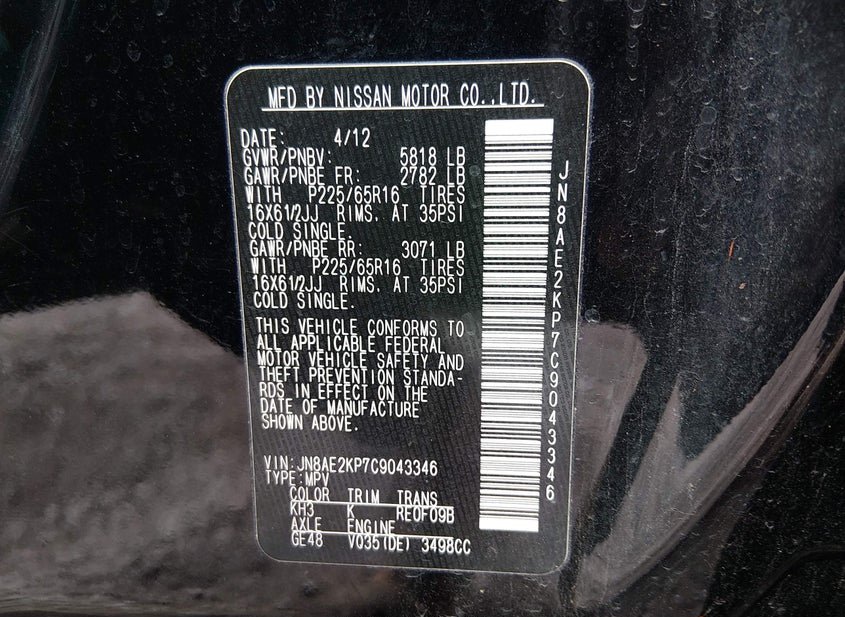 MFD BY NISSAN MOTOR CO.,LTD.
DATE: 4/12
GVWR/PNBV: 5818 LB
GAWR/PNBE FR: 2782 LB
WITH P225/65R16 TIRES
16X61/2JJ RIMS. AT 35PSI
COLD SINGLE.
GAWR/PNBE RR: 3071 LB
WITH P225/65R16 TIRES
16X61/2JJ RIMS. AT 35PSI
COLD SINGLE.
THIS VEHICLE CONFORMS TO
ALL APPLICABLE FEDERAL
MOTOR VEHICLE SAFETY AND
THEFT PREVENTION STANDA-
RDS IN EFFECT ON THE
DATE OF MANUFACTURE
SHOWN ABOVE.
VIN:JN8AE2KP7C9043346
TYPE:MPV
COLOR TRIM TRANS
KH3 K RE0F09B
AXLE ENGINE
GE48 VQ35(DE) 3498CC
JN8AE2KP7C9043346